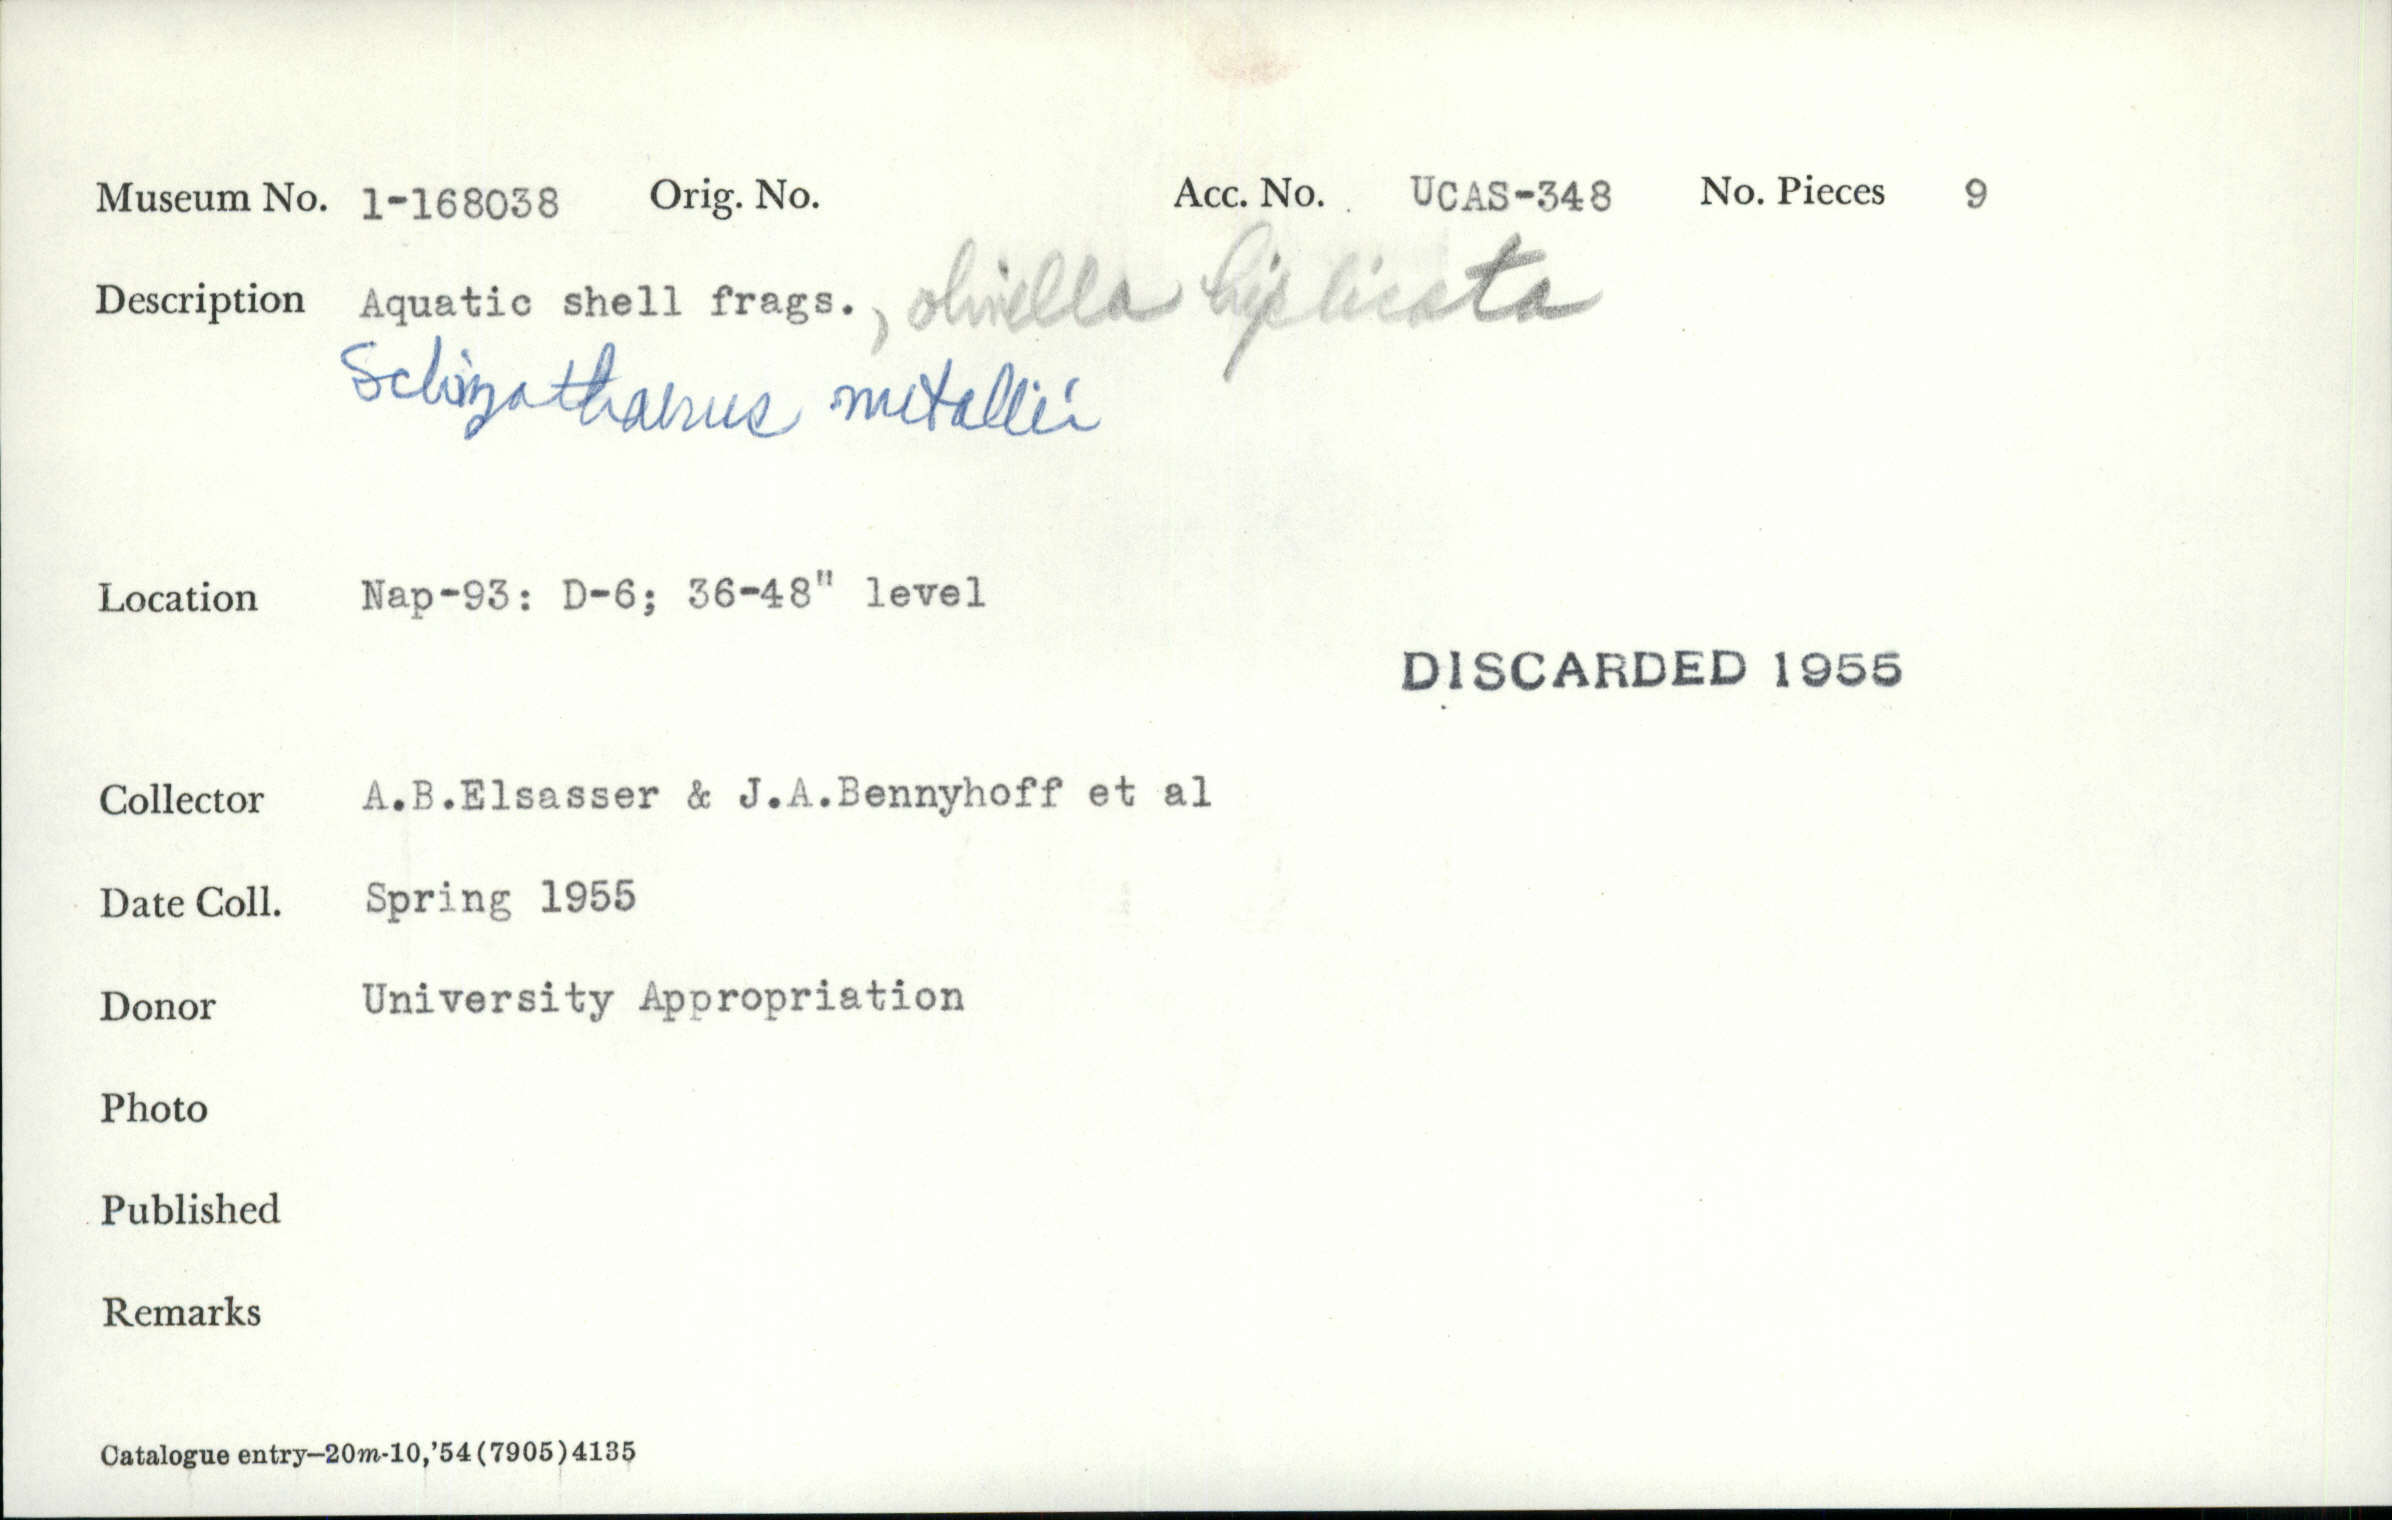 Museum No. 1-168038 Orig. No. Acc. No. UCAS-348 No. Pieces 9
Description Aquatic shell frags., olivella biplicata
Schizothaerus nuttallii
Location Nap-93: D-6; 36-48" level
DISCARDED 1955
Collector A.B.Elsasser & J.A.Bennyhoff et al
Date Coll. Spring 1955
Donor University Appropriation
Photo
Published
Remarks
Catalogue entry—20m-10,'54(7905)4135